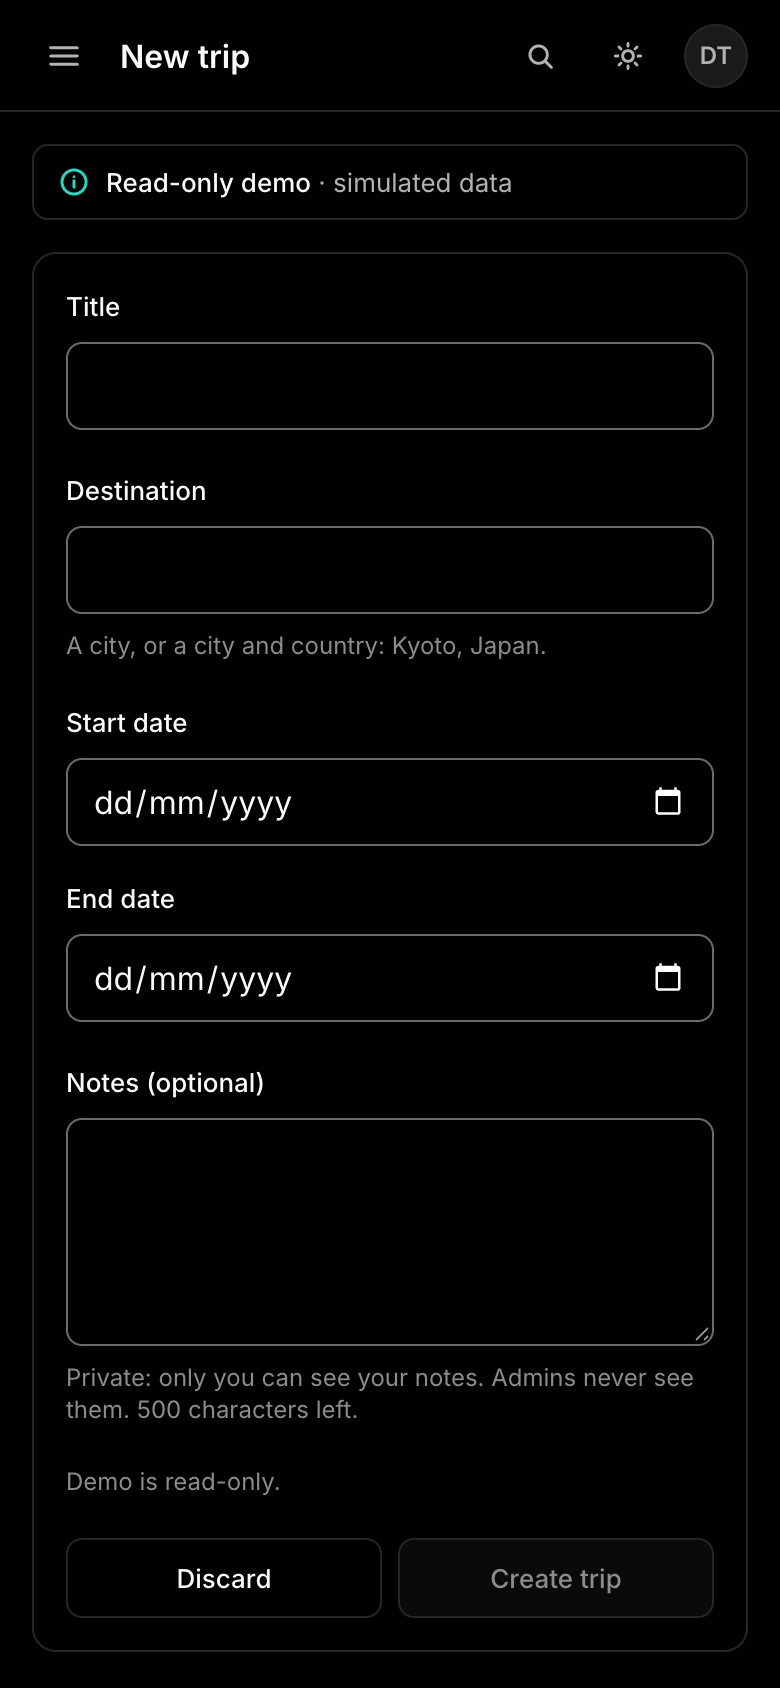 New trip
DT
Read-only demo · simulated data
Title
Destination
A city, or a city and country: Kyoto, Japan.
Start date
dd/mm/yyyy
End date
dd/mm/yyyy
Notes (optional)
Private: only you can see your notes. Admins never see
them. 500 characters left.
Demo is read-only.
Discard
Create trip